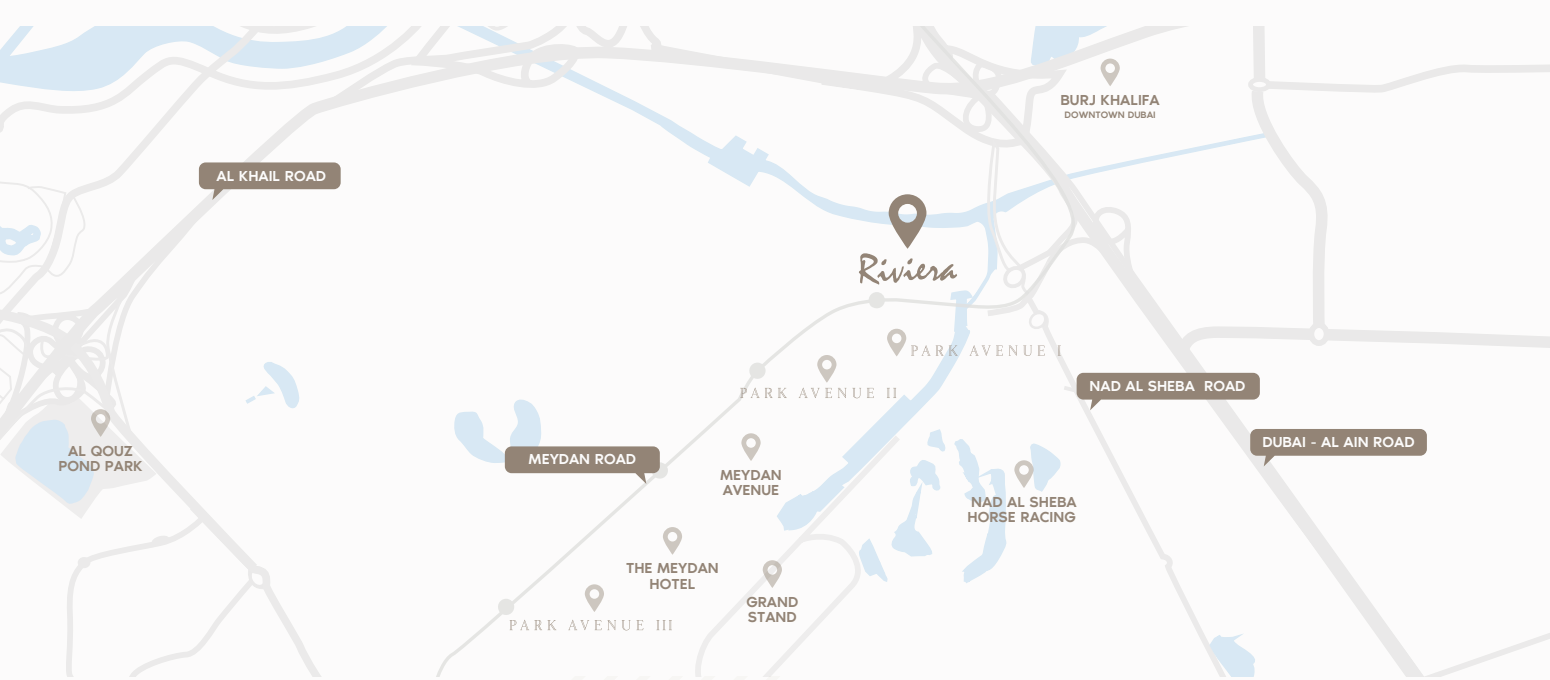 BURJ KHALIFA
DOWNTOWN DUBAI
AL KHAIL ROAD
Riviera
PARK AVENUE I
PARK AVENUE II
NAD AL SHEBA ROAD
DUBAI - AL AIN ROAD
AL QOUZ
POND PARK
MEYDAN ROAD
MEYDAN
AVENUE
NAD AL SHEBA
HORSE RACING
THE MEYDAN
HOTEL
GRAND
STAND
PARK AVENUE III